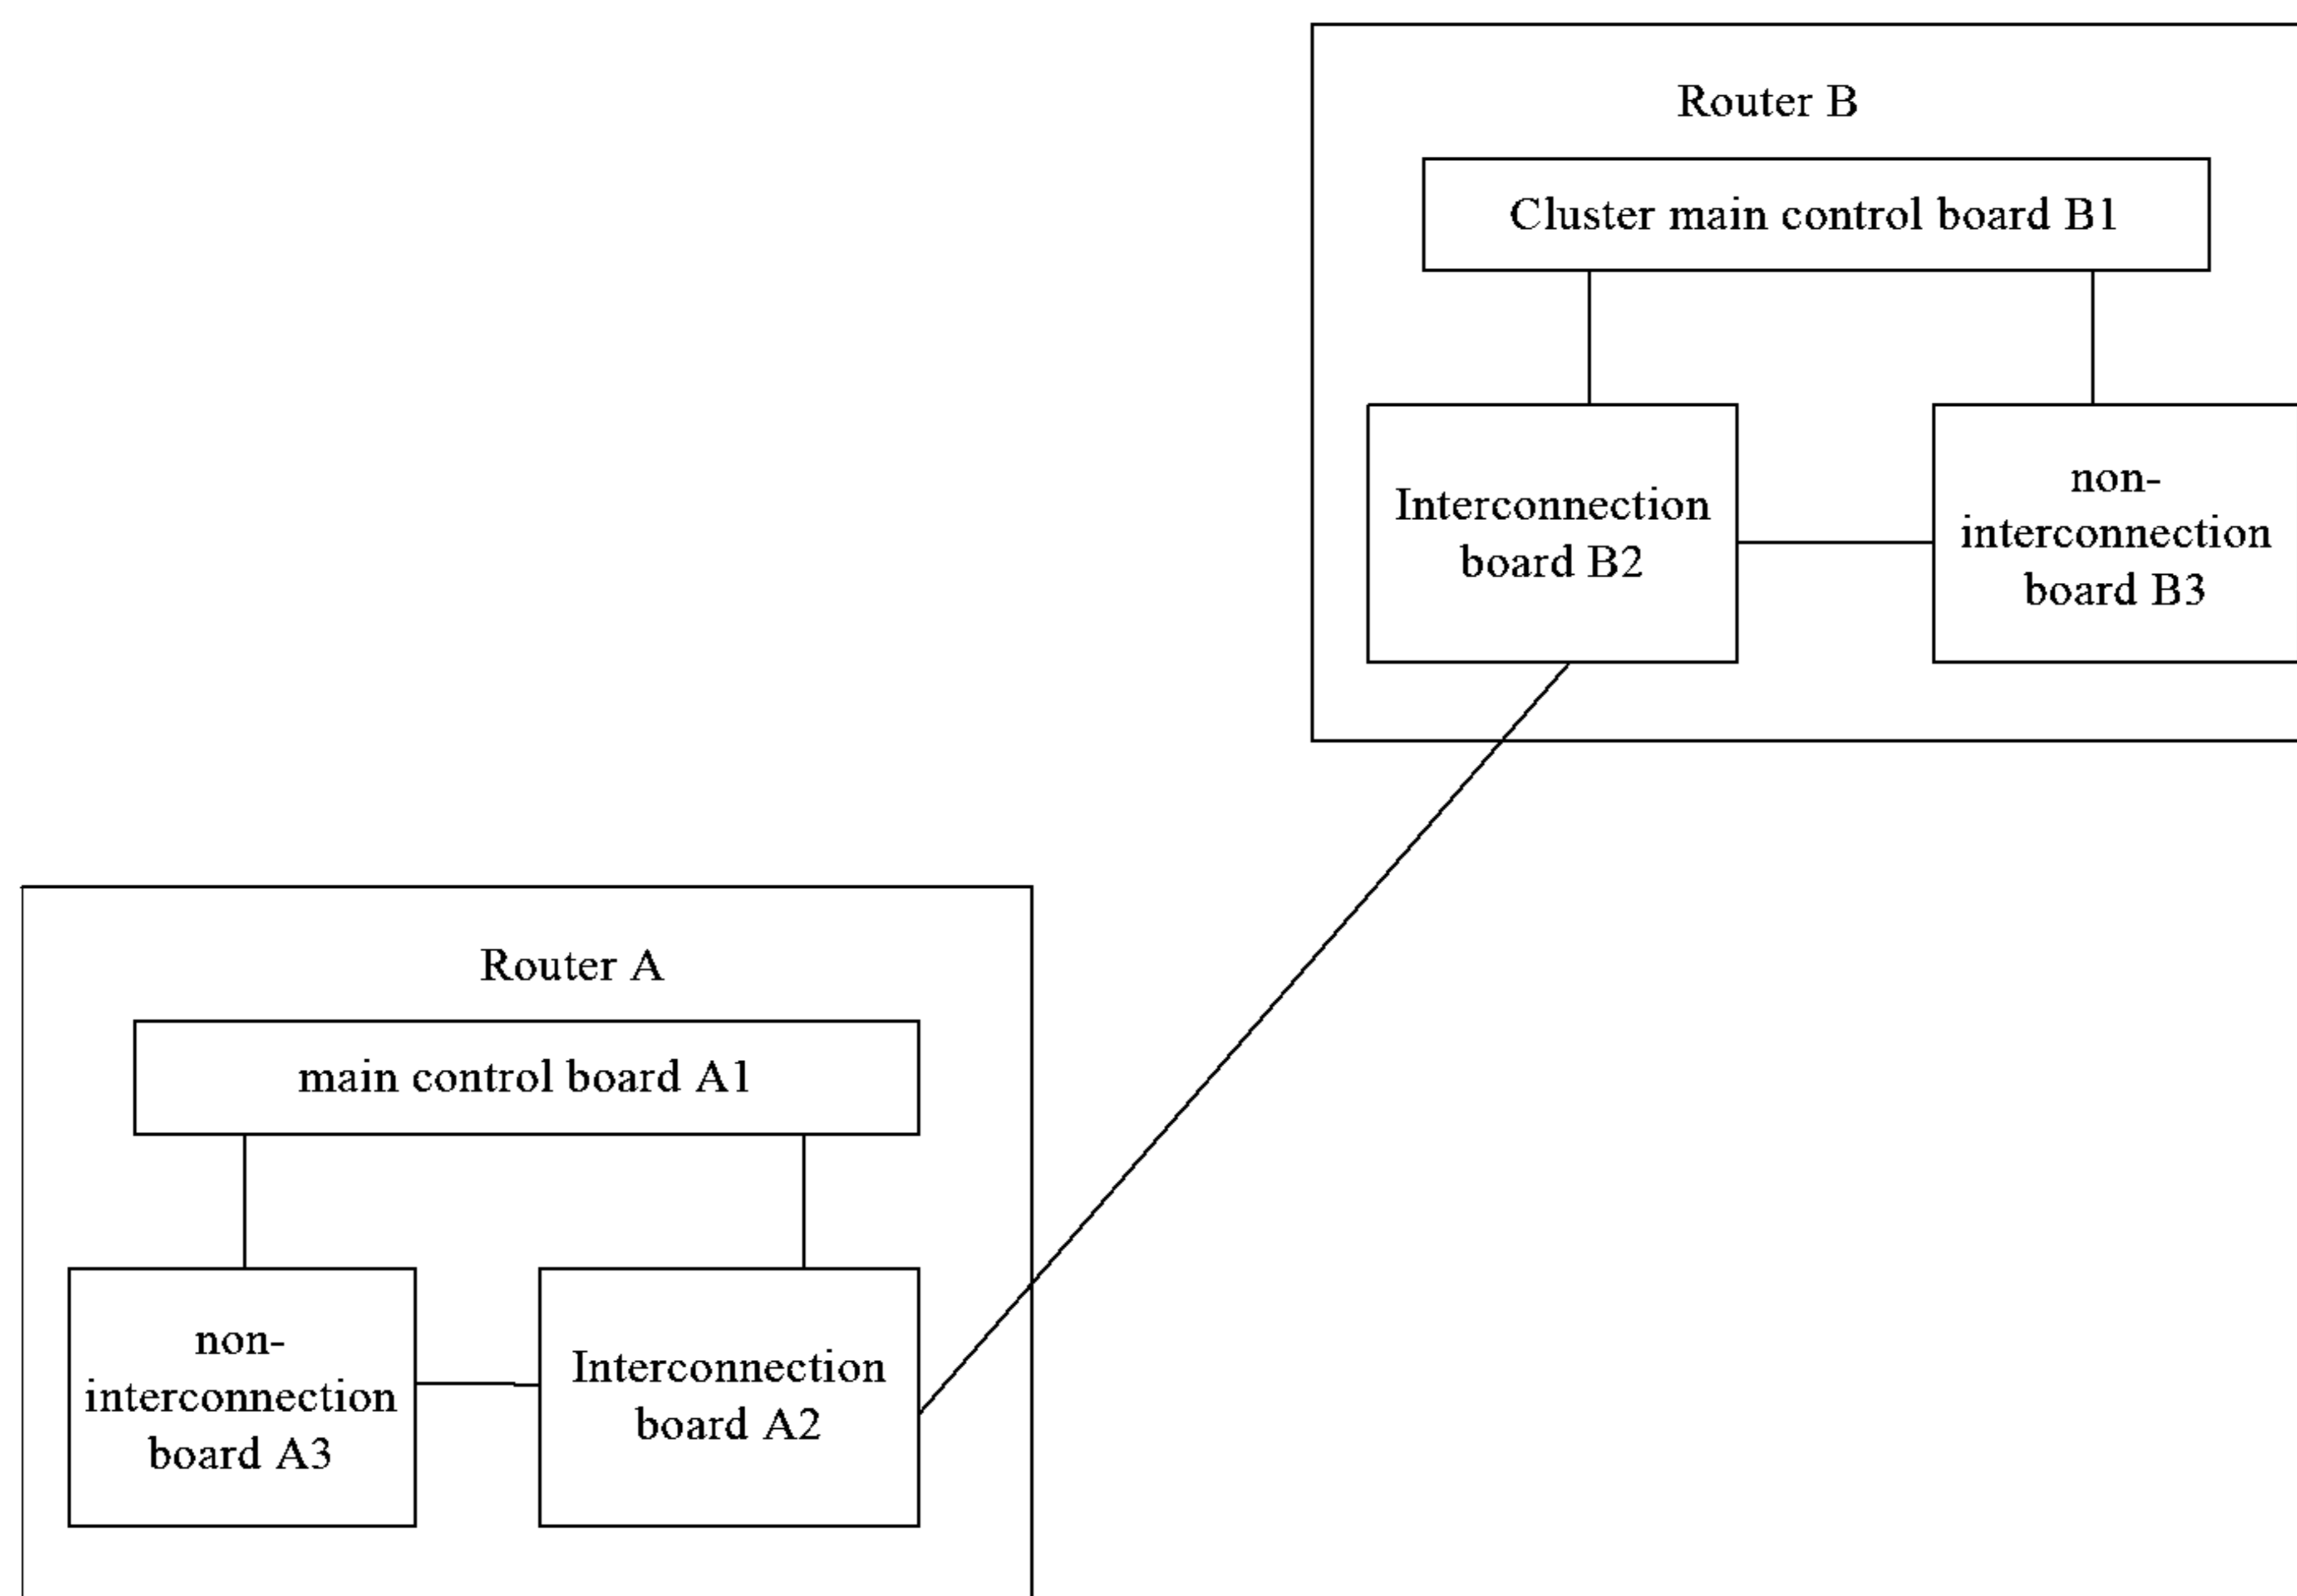 Router B
Cluster main control board B1
Interconnection
board B2
non-
interconnection
board B3
Router A
main control board A1
non-
interconnection
board A3
Interconnection
board A2